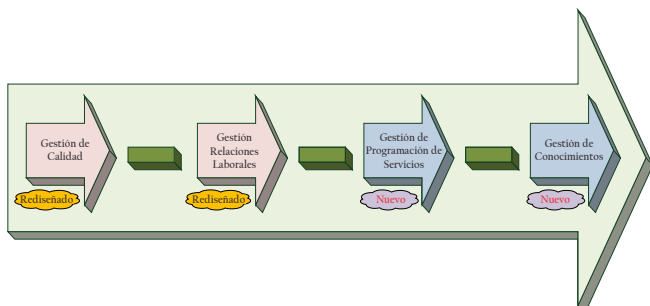 Gestión de
Calidad
Rediseñado
Gestión
Relaciones
Laborales
Rediseñado
Gestión de
Programación de
Servicios
Nuevo
Gestión de
Conocimientos
Nuevo